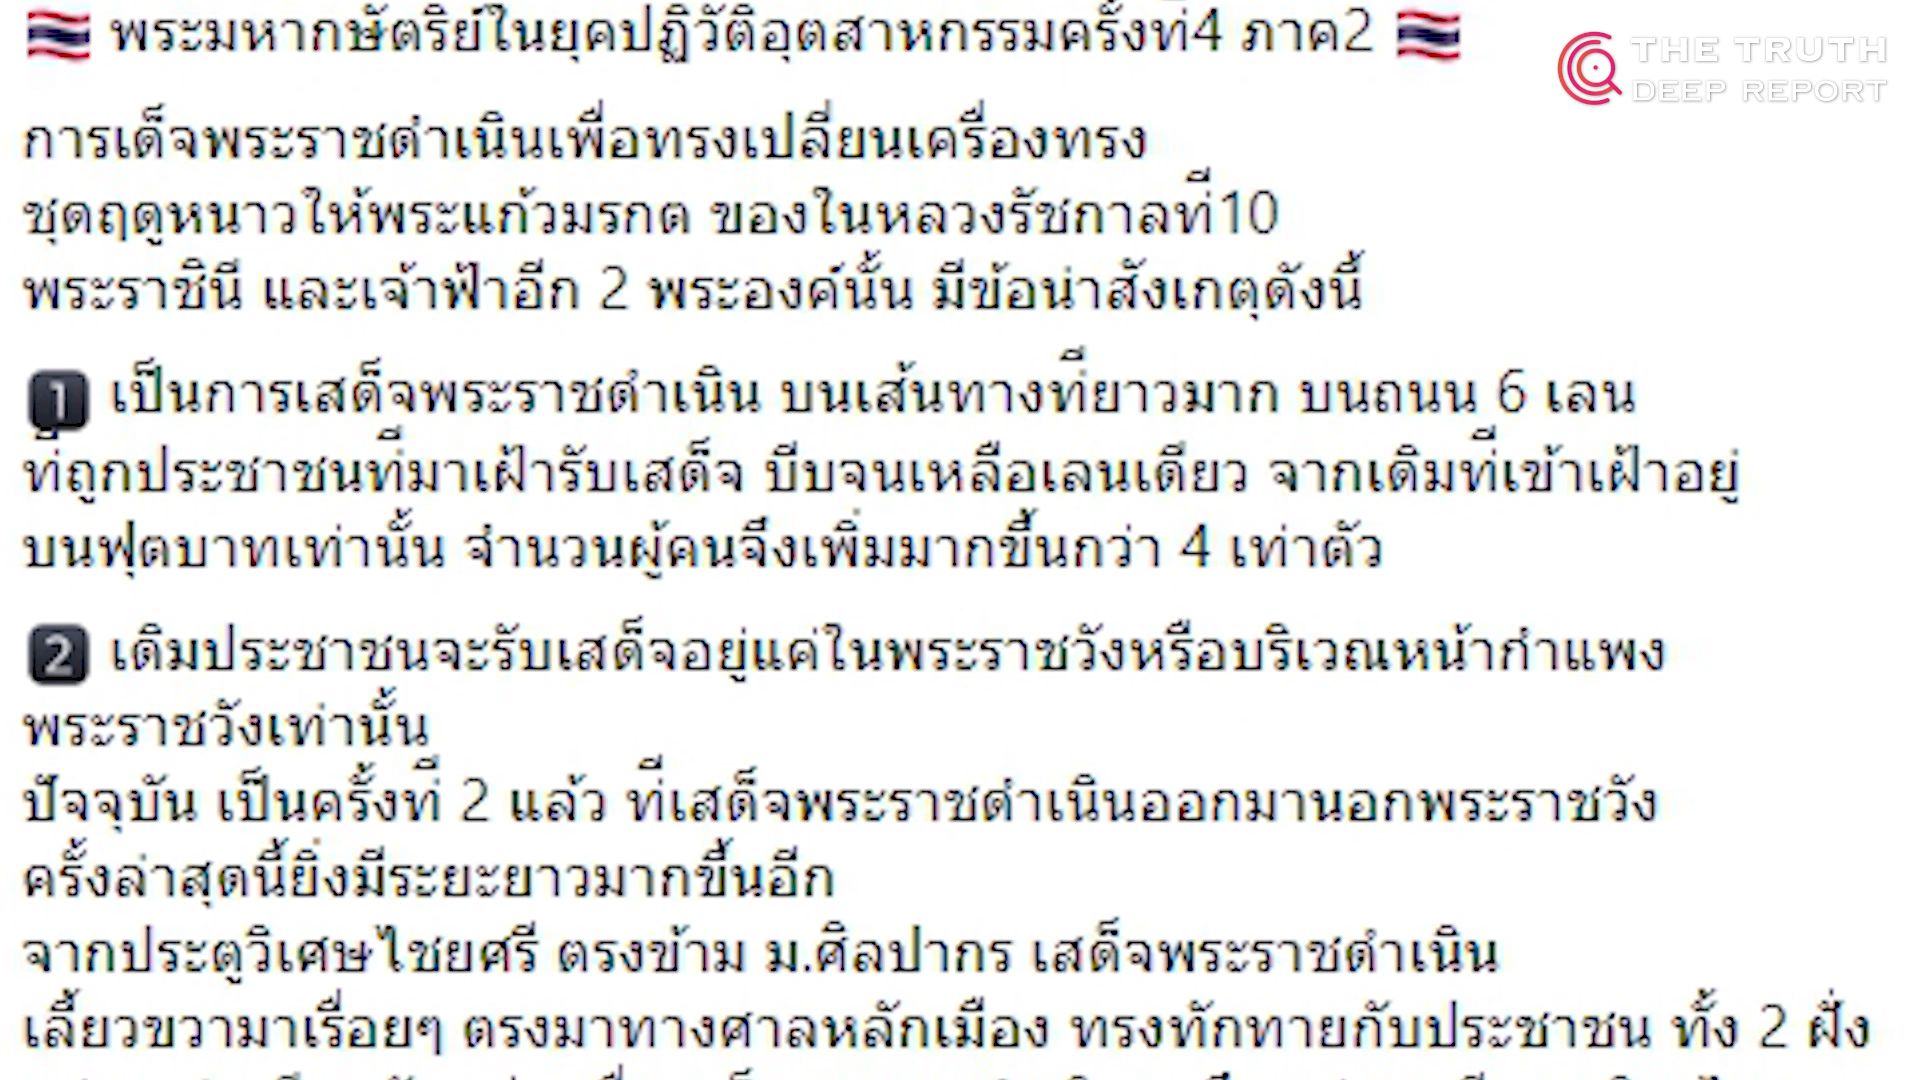 พระมหากษัตริย์ในยุคปฏิวัติอุตสาหกรรมครั้งที่4 ภาค2
THE TRUTH
DEEP REPORT
การเด็จพระราชดำเนินเพื่อทรงเปลี่ยนเครื่องทรง
ชุดฤดูหนาวให้พระแก้วมรกต ของในหลวงรัชกาลที่10
พระราชินี และเจ้าฟ้าอีก 2 พระองค์นั้น มีข้อน่าสังเกตุดังนี้
1 เป็นการเสด็จพระราชดำเนิน บนเส้นทางที่ยาวมาก บนถนน 6 เลน
ที่ถูกประชาชนที่มาเฝ้ารับเสด็จ บีบจนเหลือเลนเดียว จากเดิมที่เข้าเฝ้าอยู่
บนฟุตบาทเท่านั้น จำนวนผู้คนจึงเพิ่มมากขึ้นกว่า 4 เท่าตัว
2 เดิมประชาชนจะรับเสด็จอยู่แค่ในพระราชวังหรือบริเวณหน้ากำแพง
พระราชวังเท่านั้น
ปัจจุบัน เป็นครั้งที่ 2 แล้ว ที่เสด็จพระราชดำเนินออกมานอกพระราชวัง
ครั้งล่าสุดนี้ยิ่งมีระยะยาวมากขึ้นอีก
จากประตูวิเศษไชยศรี ตรงข้าม ม.ศิลปากร เสด็จพระราชดำเนิน
เลี้ยวขวามาเรื่อยๆ ตรงมาทางศาลหลักเมือง ทรงทักทายกับประชาชน ทั้ง 2 ฝั่ง